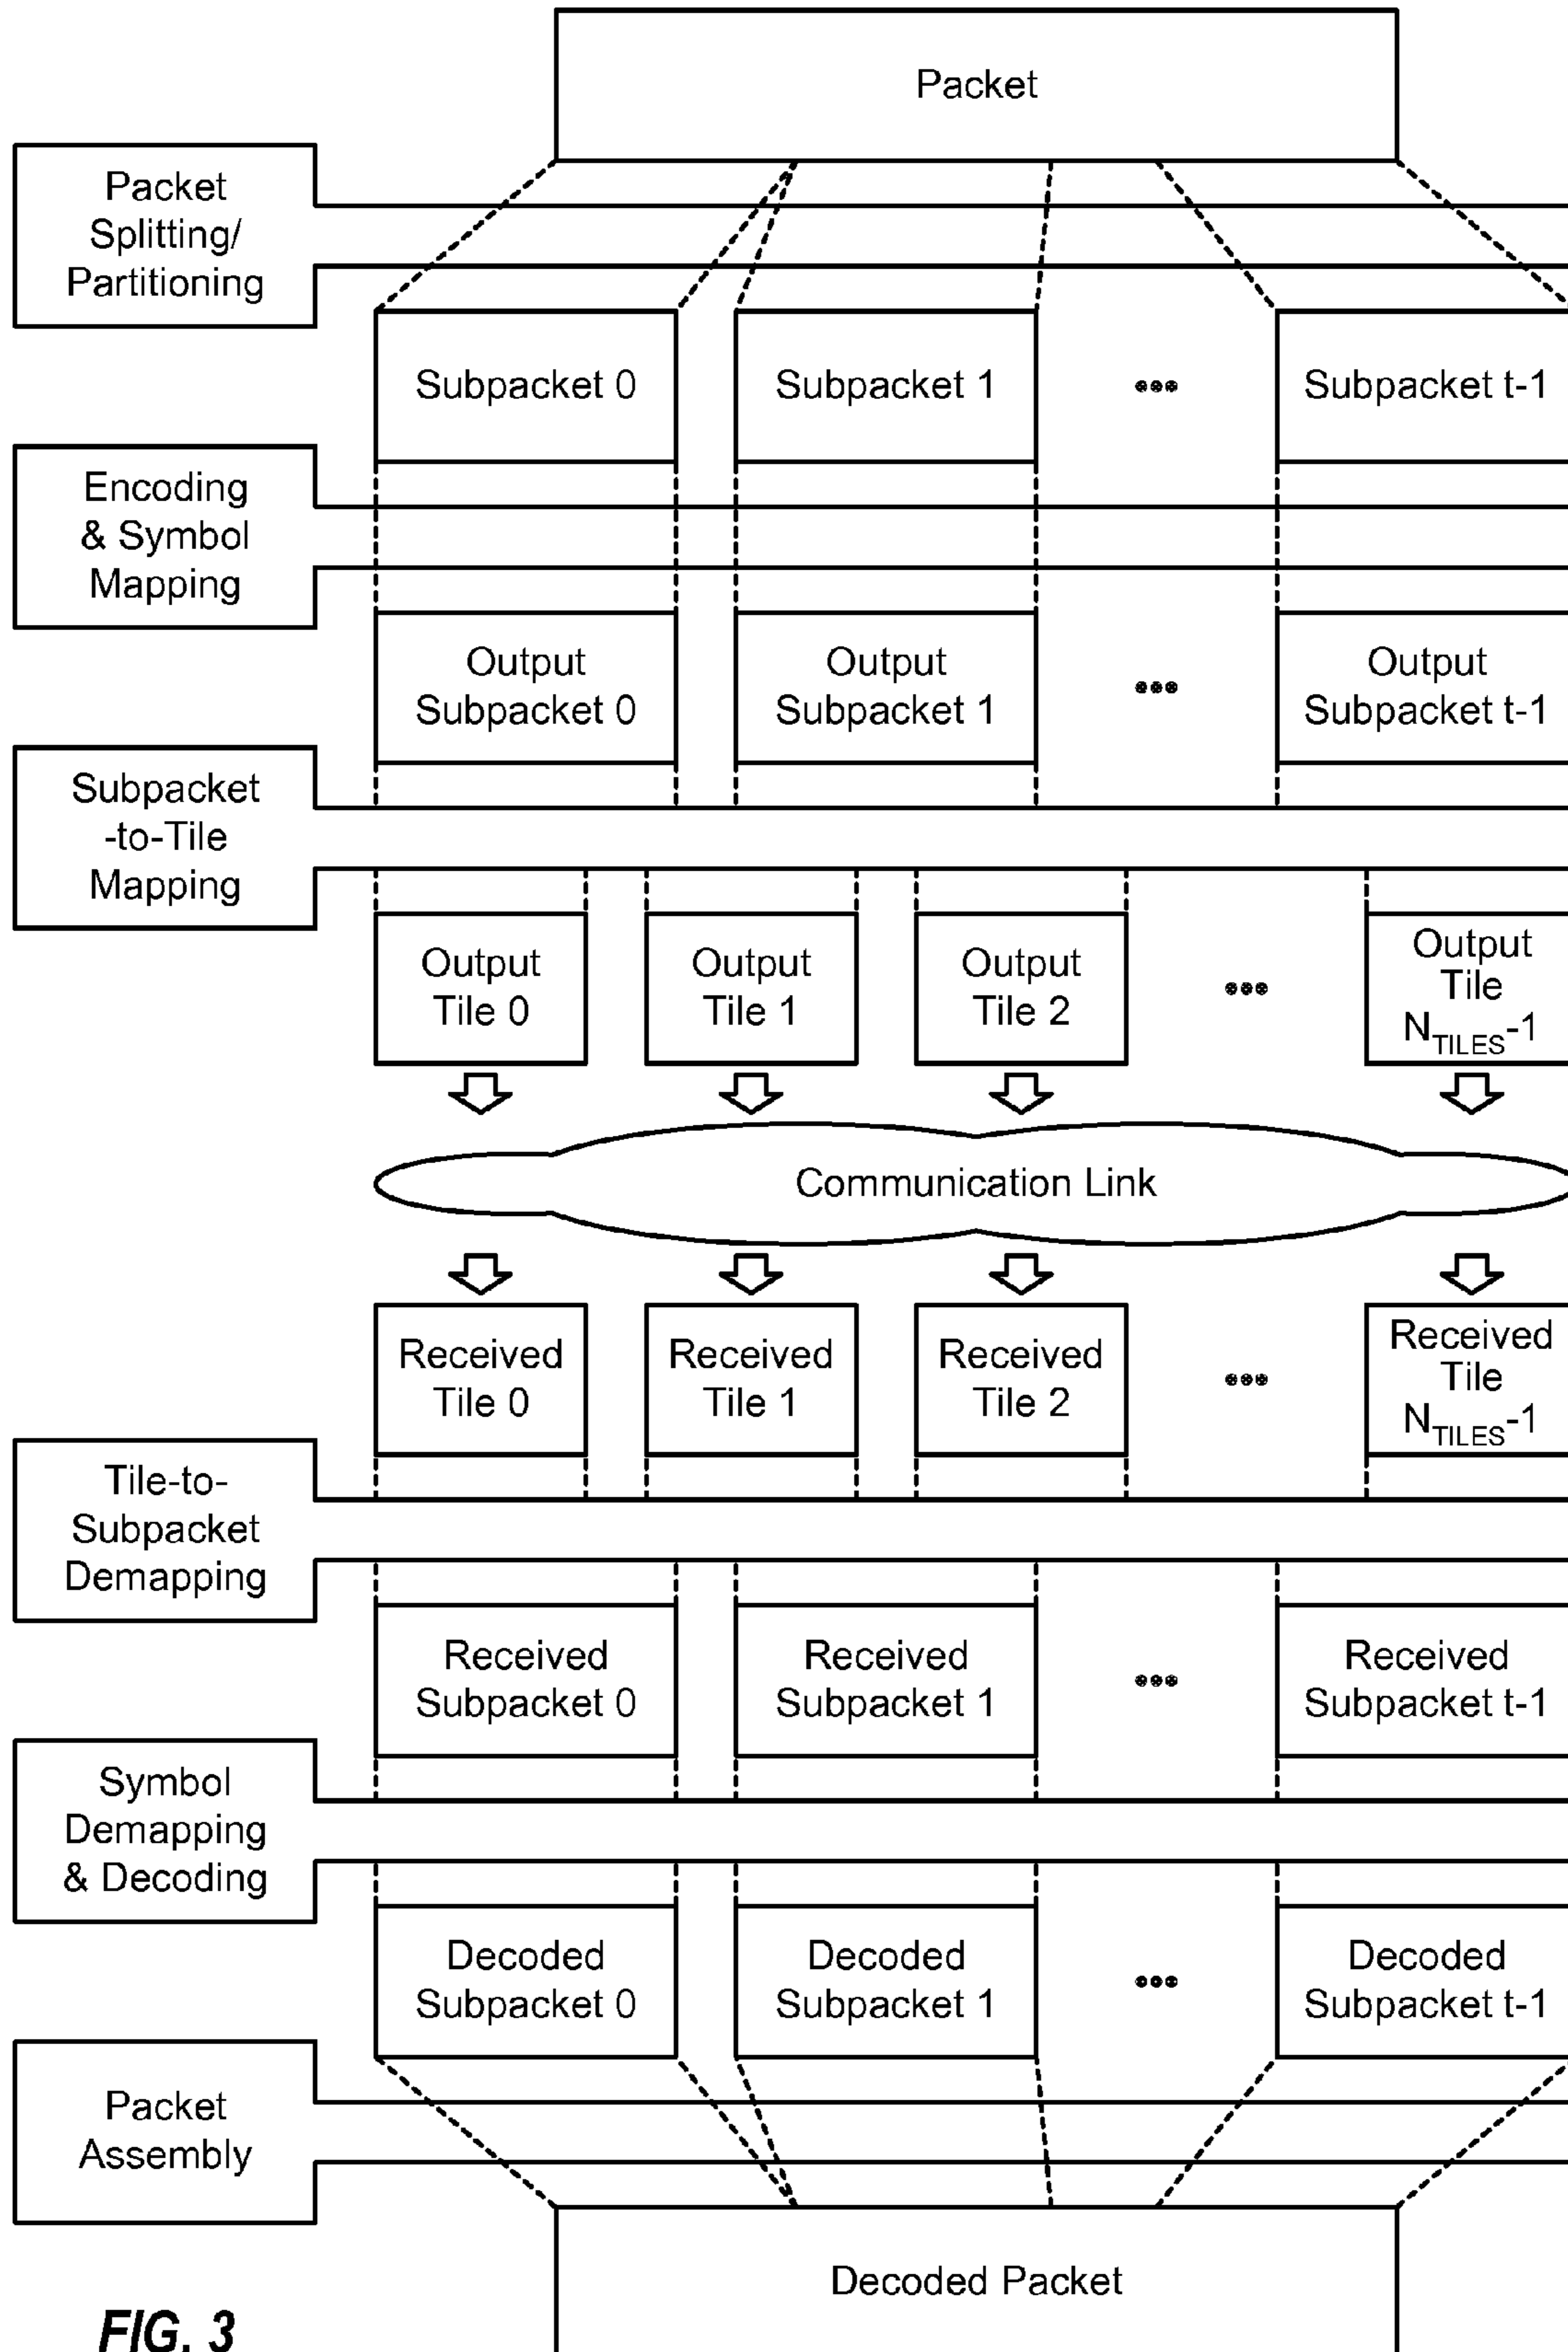 Packet
Packet
Splitting/
Partitioning
Subpacket 0
Subpacket 1
•••
Subpacket t-1
Encoding
& Symbol
Mapping
Output
Subpacket 0
Output
Subpacket 1
•••
Output
Subpacket t-1
Subpacket
-to-Tile
Mapping
Output
Tile 0
Output
Tile 1
Output
Tile 2
•••
Output
Tile
NTILES-1
Communication Link
Received
Tile 0
Received
Tile 1
Received
Tile 2
•••
Received
Tile
NTILES-1
Tile-to-
Subpacket
Demapping
Received
Subpacket 0
Received
Subpacket 1
•••
Received
Subpacket t-1
Symbol
Demapping
& Decoding
Decoded
Subpacket 0
Decoded
Subpacket 1
•••
Decoded
Subpacket t-1
Packet
Assembly
Decoded Packet
FIG. 3